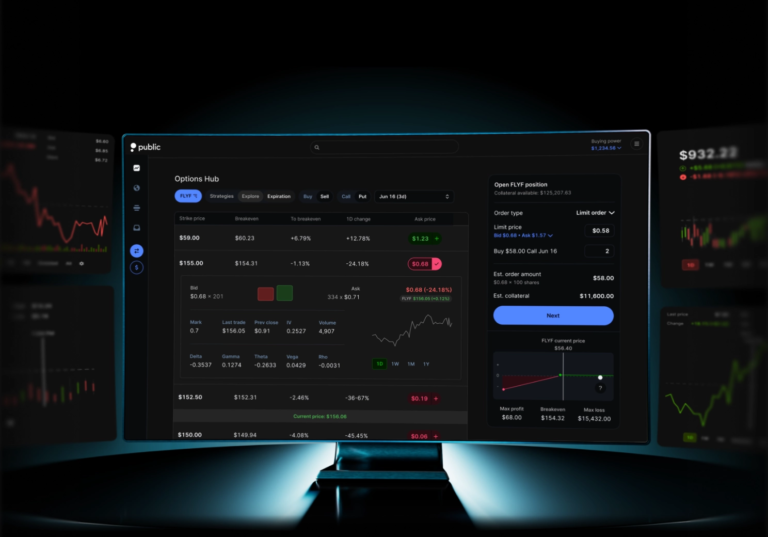 public
Buying power
$1,234.56
Options Hub
FLYF
Strategies
Explore
Expiration
Buy
Sell
Call
Put
Jun 16 (3d)
Strike price
Breakeven
To breakeven
1D change
Ask price
$59.00
$60.23
+6.79%
+12.78%
$1.23 +
$155.00
$154.31
-1.13%
-24.18%
$0.68
Bid
$0.68 × 201
Ask
334 x $0,71
$0.68 (-24.18%)
Mark
Last trade
Prev close
IV
Volume
0.7
$156.05
$0.91
0.2527
4,907
Delta
Gamma
Theta
Vega
Rho
-0.3537
0.1274
-0.2633
0.0429
-0.0031
1D
1W
1M
1Y
$152.50
$152.31
-2.46%
-36-67%
$0.19 +
$150.00
$149.94
-4.08%
-45.45%
$0.06 +
Open FLYF position
Collateral available: $125,207.63
Order type
Limit order
Limit price
Bid $0.68 • Ask $1.57
$0.58
Buy $58.00 Call Jun 16
2
Est. order amount
$0.68 × 100 shares
$58.00
Est. collateral
$11,600.00
Next
FLYF current price
?
Max profit
Breakeven
Max loss
$68.00
$154.32
$15,432.00
$932.22
1D
Last price
Change